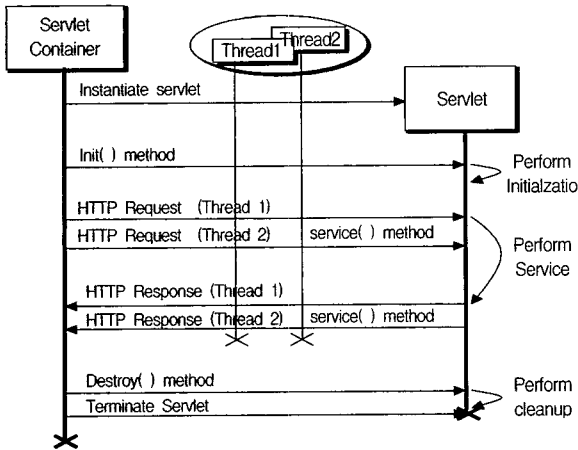 Servlet
Container
Thread1
Thread2
Instantiate servlet
Servlet
Init( ) method
Perform
Initialzatio
HTTP Request (Thread 1)
HTTP Request (Thread 2) service( ) method
Perform
Service
HTTP Response (Thread 1)
HTTP Response (Thread 2) service( ) method
Destroy( ) method
Perform
cleanup
Terminate Servlet